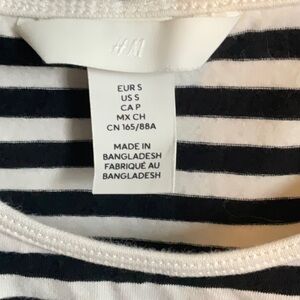 H&M
EUR S
US S
CA P
MX CH
CN 165/88A
MADE IN
BANGLADESH
FABRIQUÉ AU
BANGLADESH